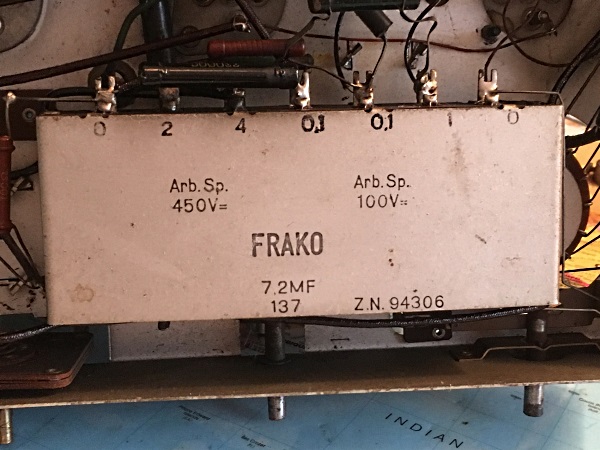 50000Ω
0 2 4 0,1 0,1 1 0
Arb. Sp. Arb. Sp.
450V= 100V=
FRAKO
7.2MF
137 Z.N. 94306
INDIAN